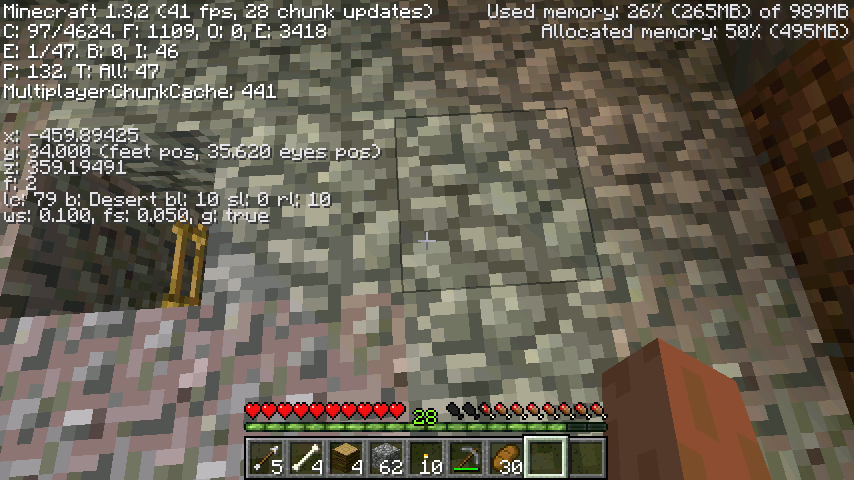 Minecraft 1.3.2 (41 fps, 28 chunk updates)
Used memory: 26% (265MB) of 989MB
C: 97/4624. F: 1109, O: 0, E: 3418
Allocated memory: 50% (495MB)
E: 1/47. B: 0, I: 46
P: 132. T: All: 47
MultiplayerChunkCache: 441
x: -459.89425
y: 34.000 (feet pos, 35.620 eyes pos)
z: 359.19491
f: 2
lc: 79 b: Desert bl: 10 sl: 0 rl: 10
ws: 0.100, fs: 0.050, g: true
28
5 4 4 62 10 30